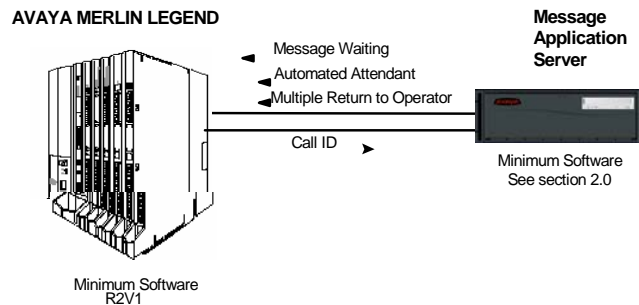 AVAYA MERLIN LEGEND
Message
Application
Server
Message Waiting
Automated Attendant
Multiple Return to Operator
Call ID
Minimum Software
See section 2.0
Minimum Software
R2V1